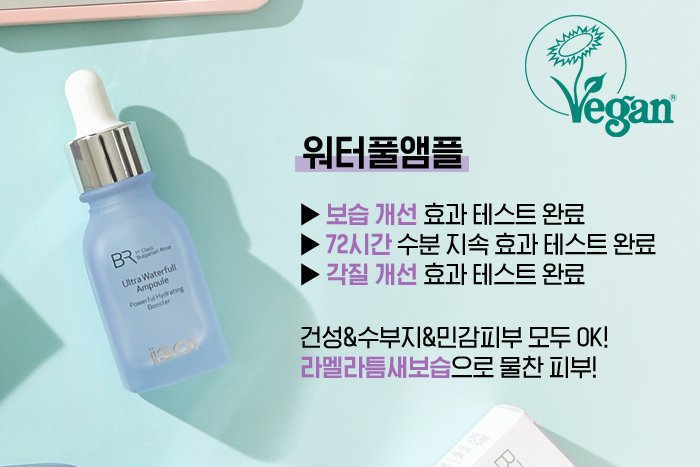 Vegan®
워터풀앰플
▶ 보습 개선 효과 테스트 완료
▶ 72시간 수분 지속 효과 테스트 완료
▶ 각질 개선 효과 테스트 완료
건성&수부지&민감피부 모두 OK!
라멜라틈새보습으로 물찬 피부!
BR 1st Class
Bulgarian Rose
Ultra Waterfull
Ampoule
Powerful Hydrating
Booster
isoi
BR